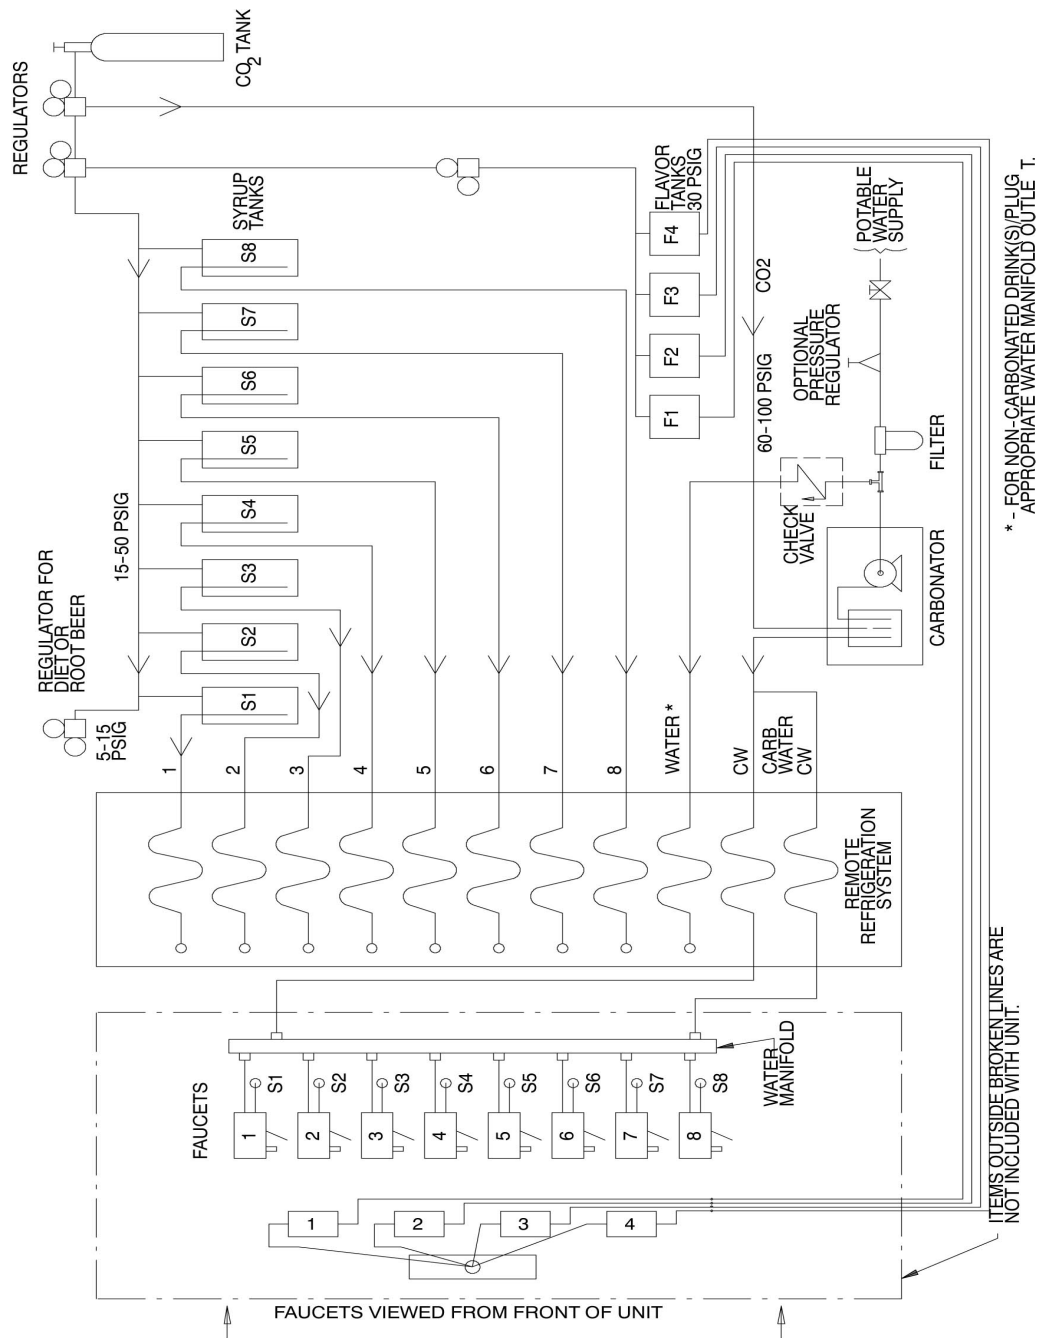 REGULATORS
CO2 TANK
SYRUP
TANKS
S8
S7
S6
S5
S4
S3
S2
S1
15-50 PSIG
REGULATOR FOR
DIET OR
ROOT BEER
5-15
PSIG
FLAVOR
TANKS
30 PSIG
F4
F3
F2
F1
CO2
60-100 PSIG
POTABLE
WATER
SUPPLY
OPTIONAL
PRESSURE
REGULATOR
FILTER
CHECK
VALVE
CARBONATOR
* - FOR NON-CARBONATED DRINK(S)/PLUG
APPROPRIATE WATER MANIFOLD OUTLE T.
1
2
3
4
5
6
7
8
WATER *
CW
CARB
WATER
CW
REMOTE
REFRIGERATION
SYSTEM
FAUCETS
S1
S2
S3
S4
S5
S6
S7
S8
1
2
3
4
5
6
7
8
WATER
MANIFOLD
1
2
3
4
ITEMS OUTSIDE BROKEN LINES ARE
NOT INCLUDED WITH UNIT.
FAUCETS VIEWED FROM FRONT OF UNIT